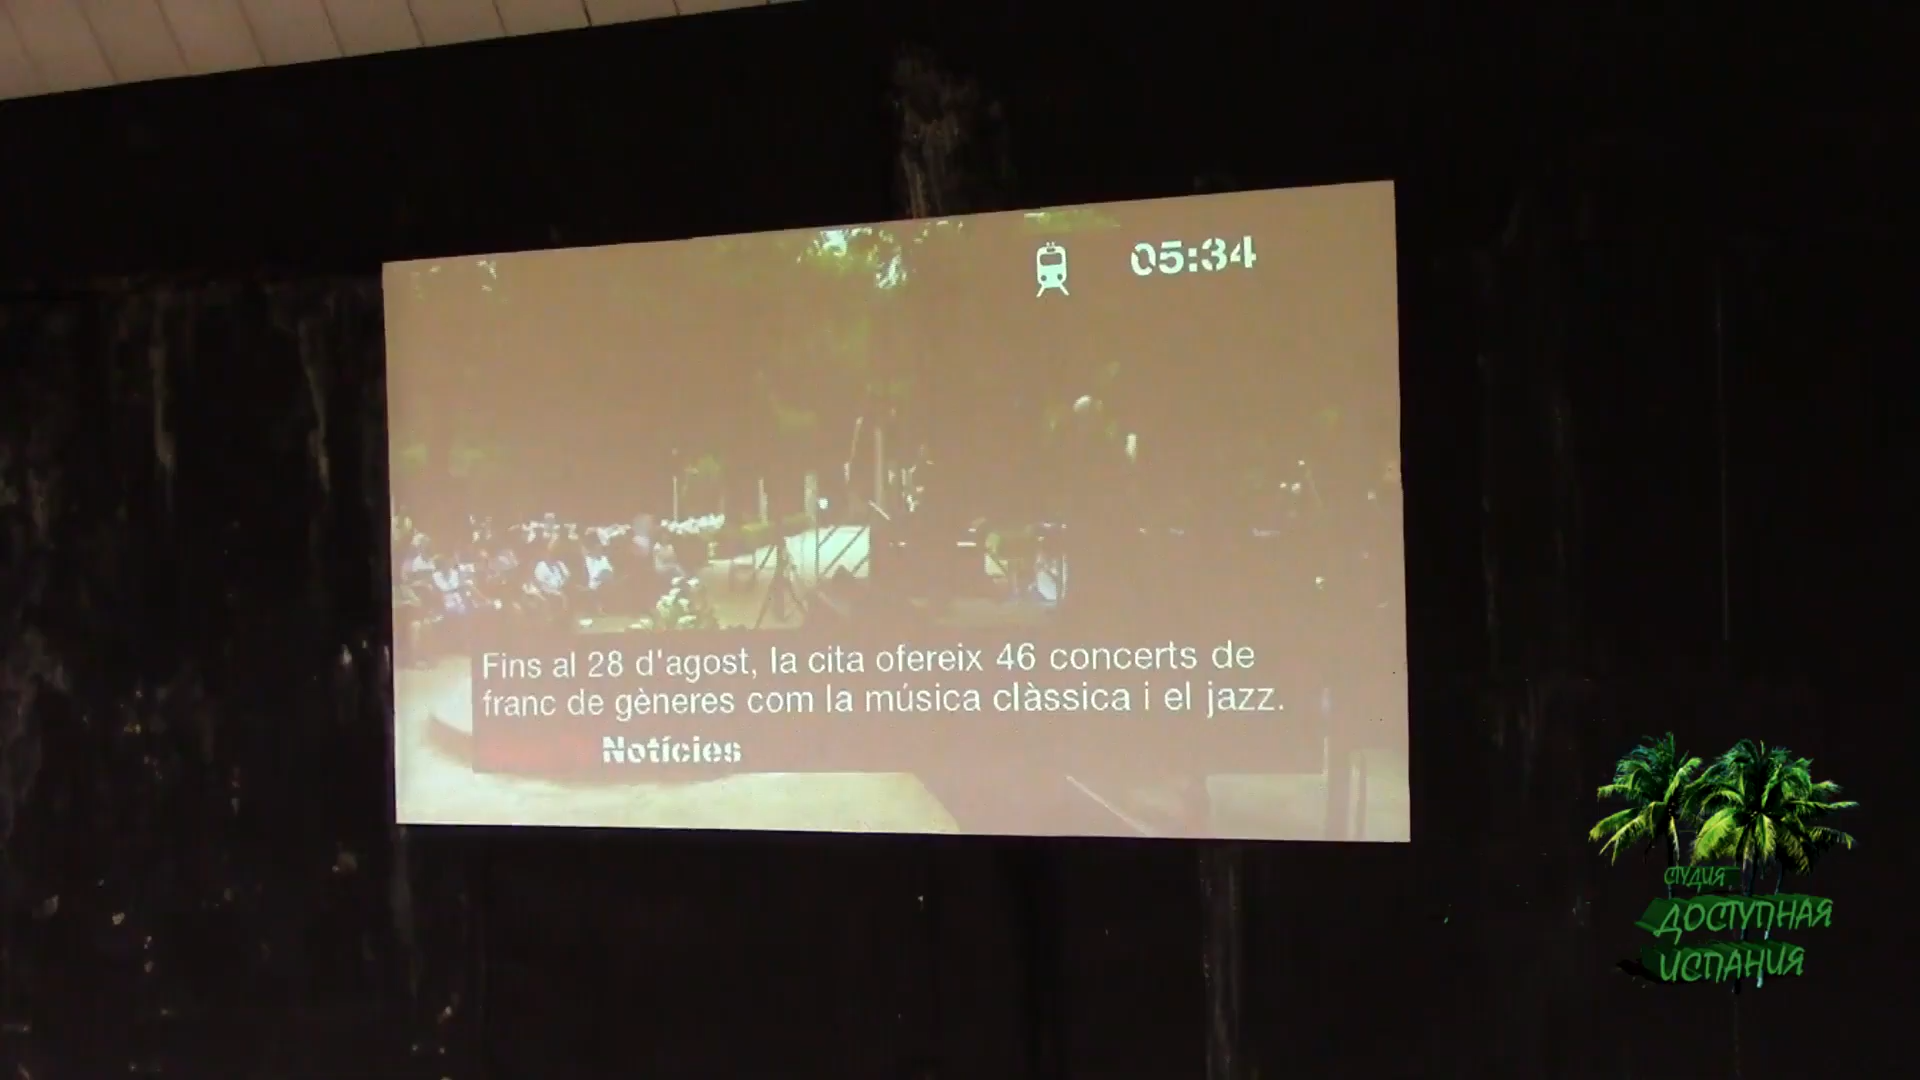 05:34
Fins al 28 d'agost, la cita ofereix 46 concerts de
franc de gèneres com la música clàssica i el jazz.
Notícies
студия
ДОСТУПНАЯ
ИСПАНИЯ